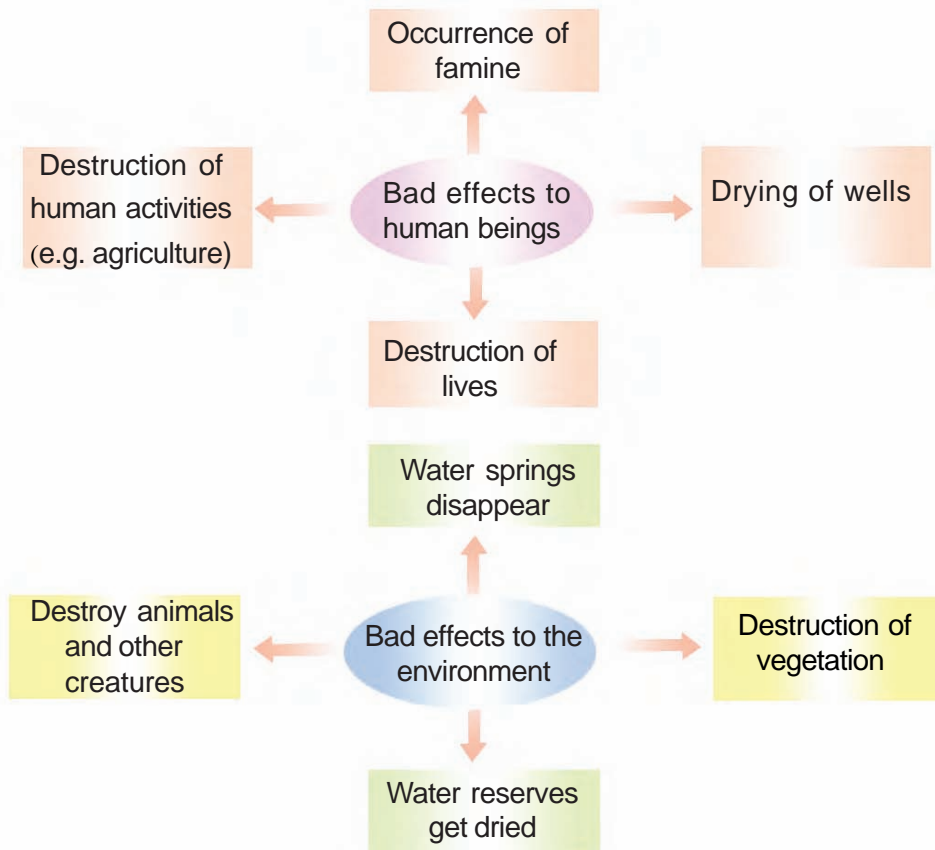 Occurrence of
famine
Destruction of
human activities
(e.g. agriculture)
Bad effects to
human beings
Drying of wells
Destruction of
lives
Water springs
disappear
Destroy animals
and other
creatures
Bad effects to the
environment
Destruction of
vegetation
Water reserves
get dried